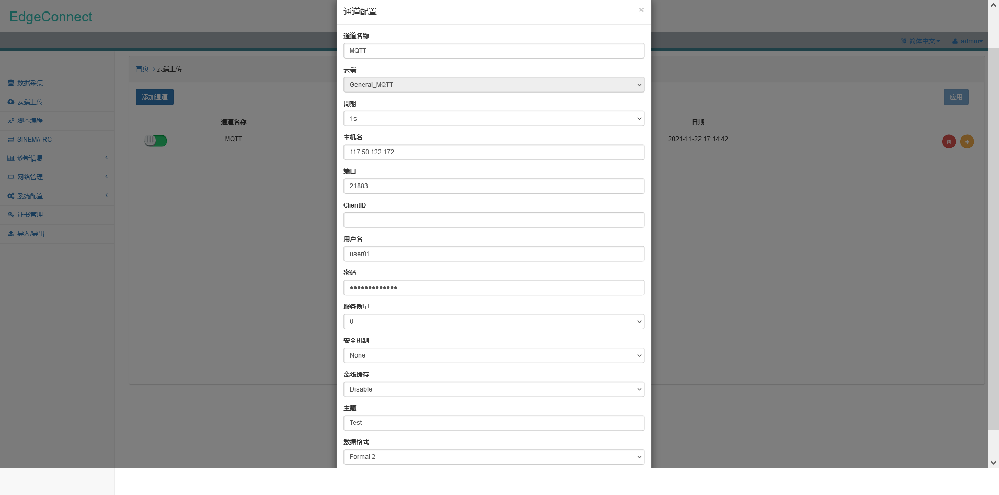 EdgeConnect
简体中文
admin
数据采集
云端上传
脚本编程
SINEMA RC
诊断信息
网络管理
系统配置
证书管理
导入/导出
首页 > 云端上传
添加通道
应用
通道名称
日期
MQTT
2021-11-22 17:14:42
通道配置
×
通道名称
MQTT
云端
General_MQTT
周期
1s
主机名
117.50.122.172
端口
21883
ClientID
用户名
user01
密码
•••••••••••••
服务质量
0
安全机制
None
离线缓存
Disable
主题
Test
数据格式
Format 2